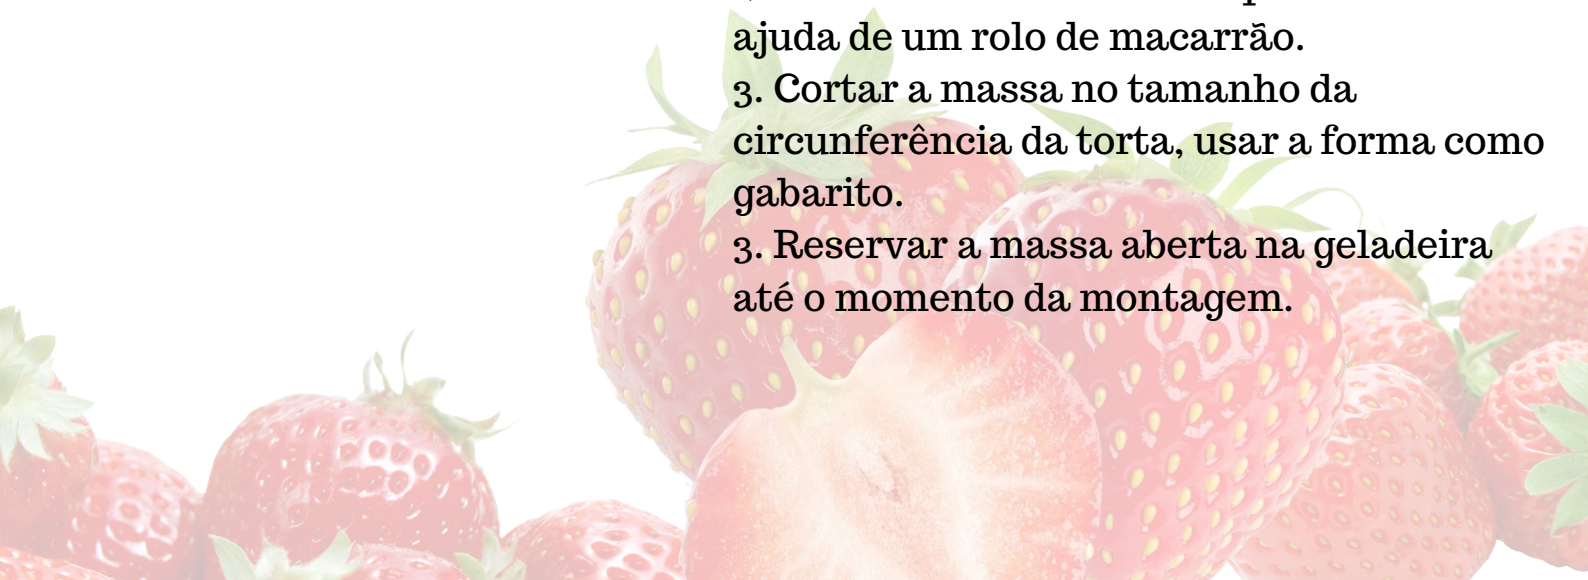 ajuda de um rolo de macarrão.
3. Cortar a massa no tamanho da
circunferência da torta, usar a forma como
gabarito.
3. Reservar a massa aberta na geladeira
até o momento da montagem.